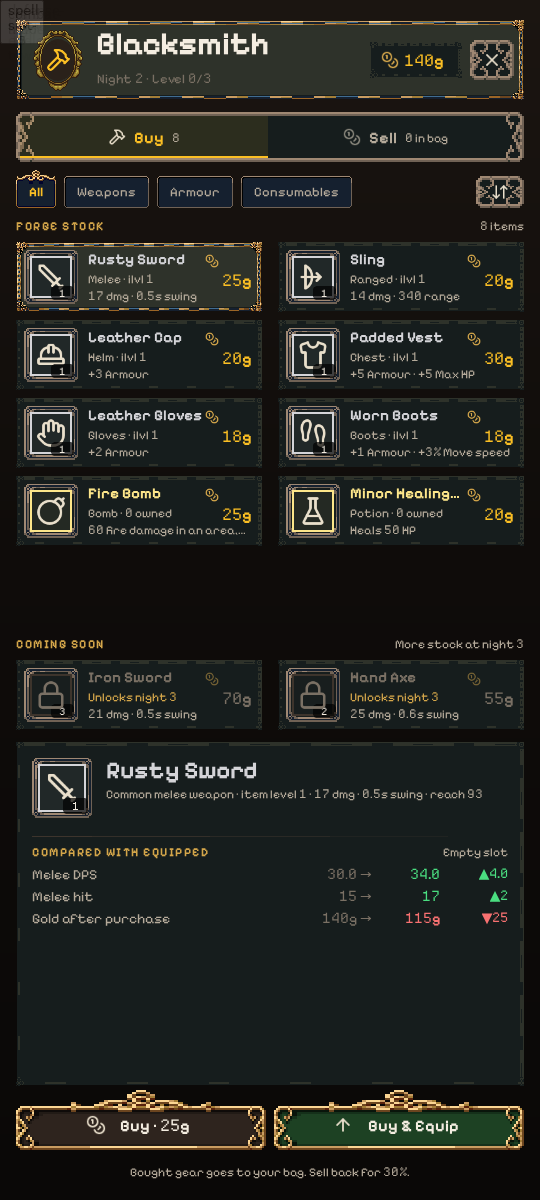 Blacksmith
140g
Night 2 · Level 0/3
Buy 8
Sell 0 in bag
All
Weapons
Armour
Consumables
FORGE STOCK
8 items
Rusty Sword
Melee · ilvl 1
17 dmg · 0.5s swing
25g
1
Sling
Ranged · ilvl 1
14 dmg · 340 range
20g
1
Leather Cap
Helm · ilvl 1
+3 Armour
20g
1
Padded Vest
Chest · ilvl 1
+5 Armour · +5 Max HP
30g
1
Leather Gloves
Gloves · ilvl 1
+2 Armour
18g
1
Worn Boots
Boots · ilvl 1
+1 Armour · +3% Move speed
18g
1
Fire Bomb
Bomb · 0 owned
60 fire damage in an area,...
25g
Minor Healing...
Potion · 0 owned
Heals 50 HP
20g
COMING SOON
More stock at night 3
Iron Sword
Unlocks night 3
21 dmg · 0.5s swing
70g
3
Hand Axe
Unlocks night 3
25 dmg · 0.6s swing
55g
2
Rusty Sword
Common melee weapon · item level 1 · 17 dmg · 0.5s swing · reach 93
1
COMPARED WITH EQUIPPED
Empty slot
Melee DPS 30.0 → 34.0 ▲4.0
Melee hit 15 → 17 ▲2
Gold after purchase 140g → 115g ▼25
Buy · 25g
Buy & Equip
Bought gear goes to your bag. Sell back for 30%.